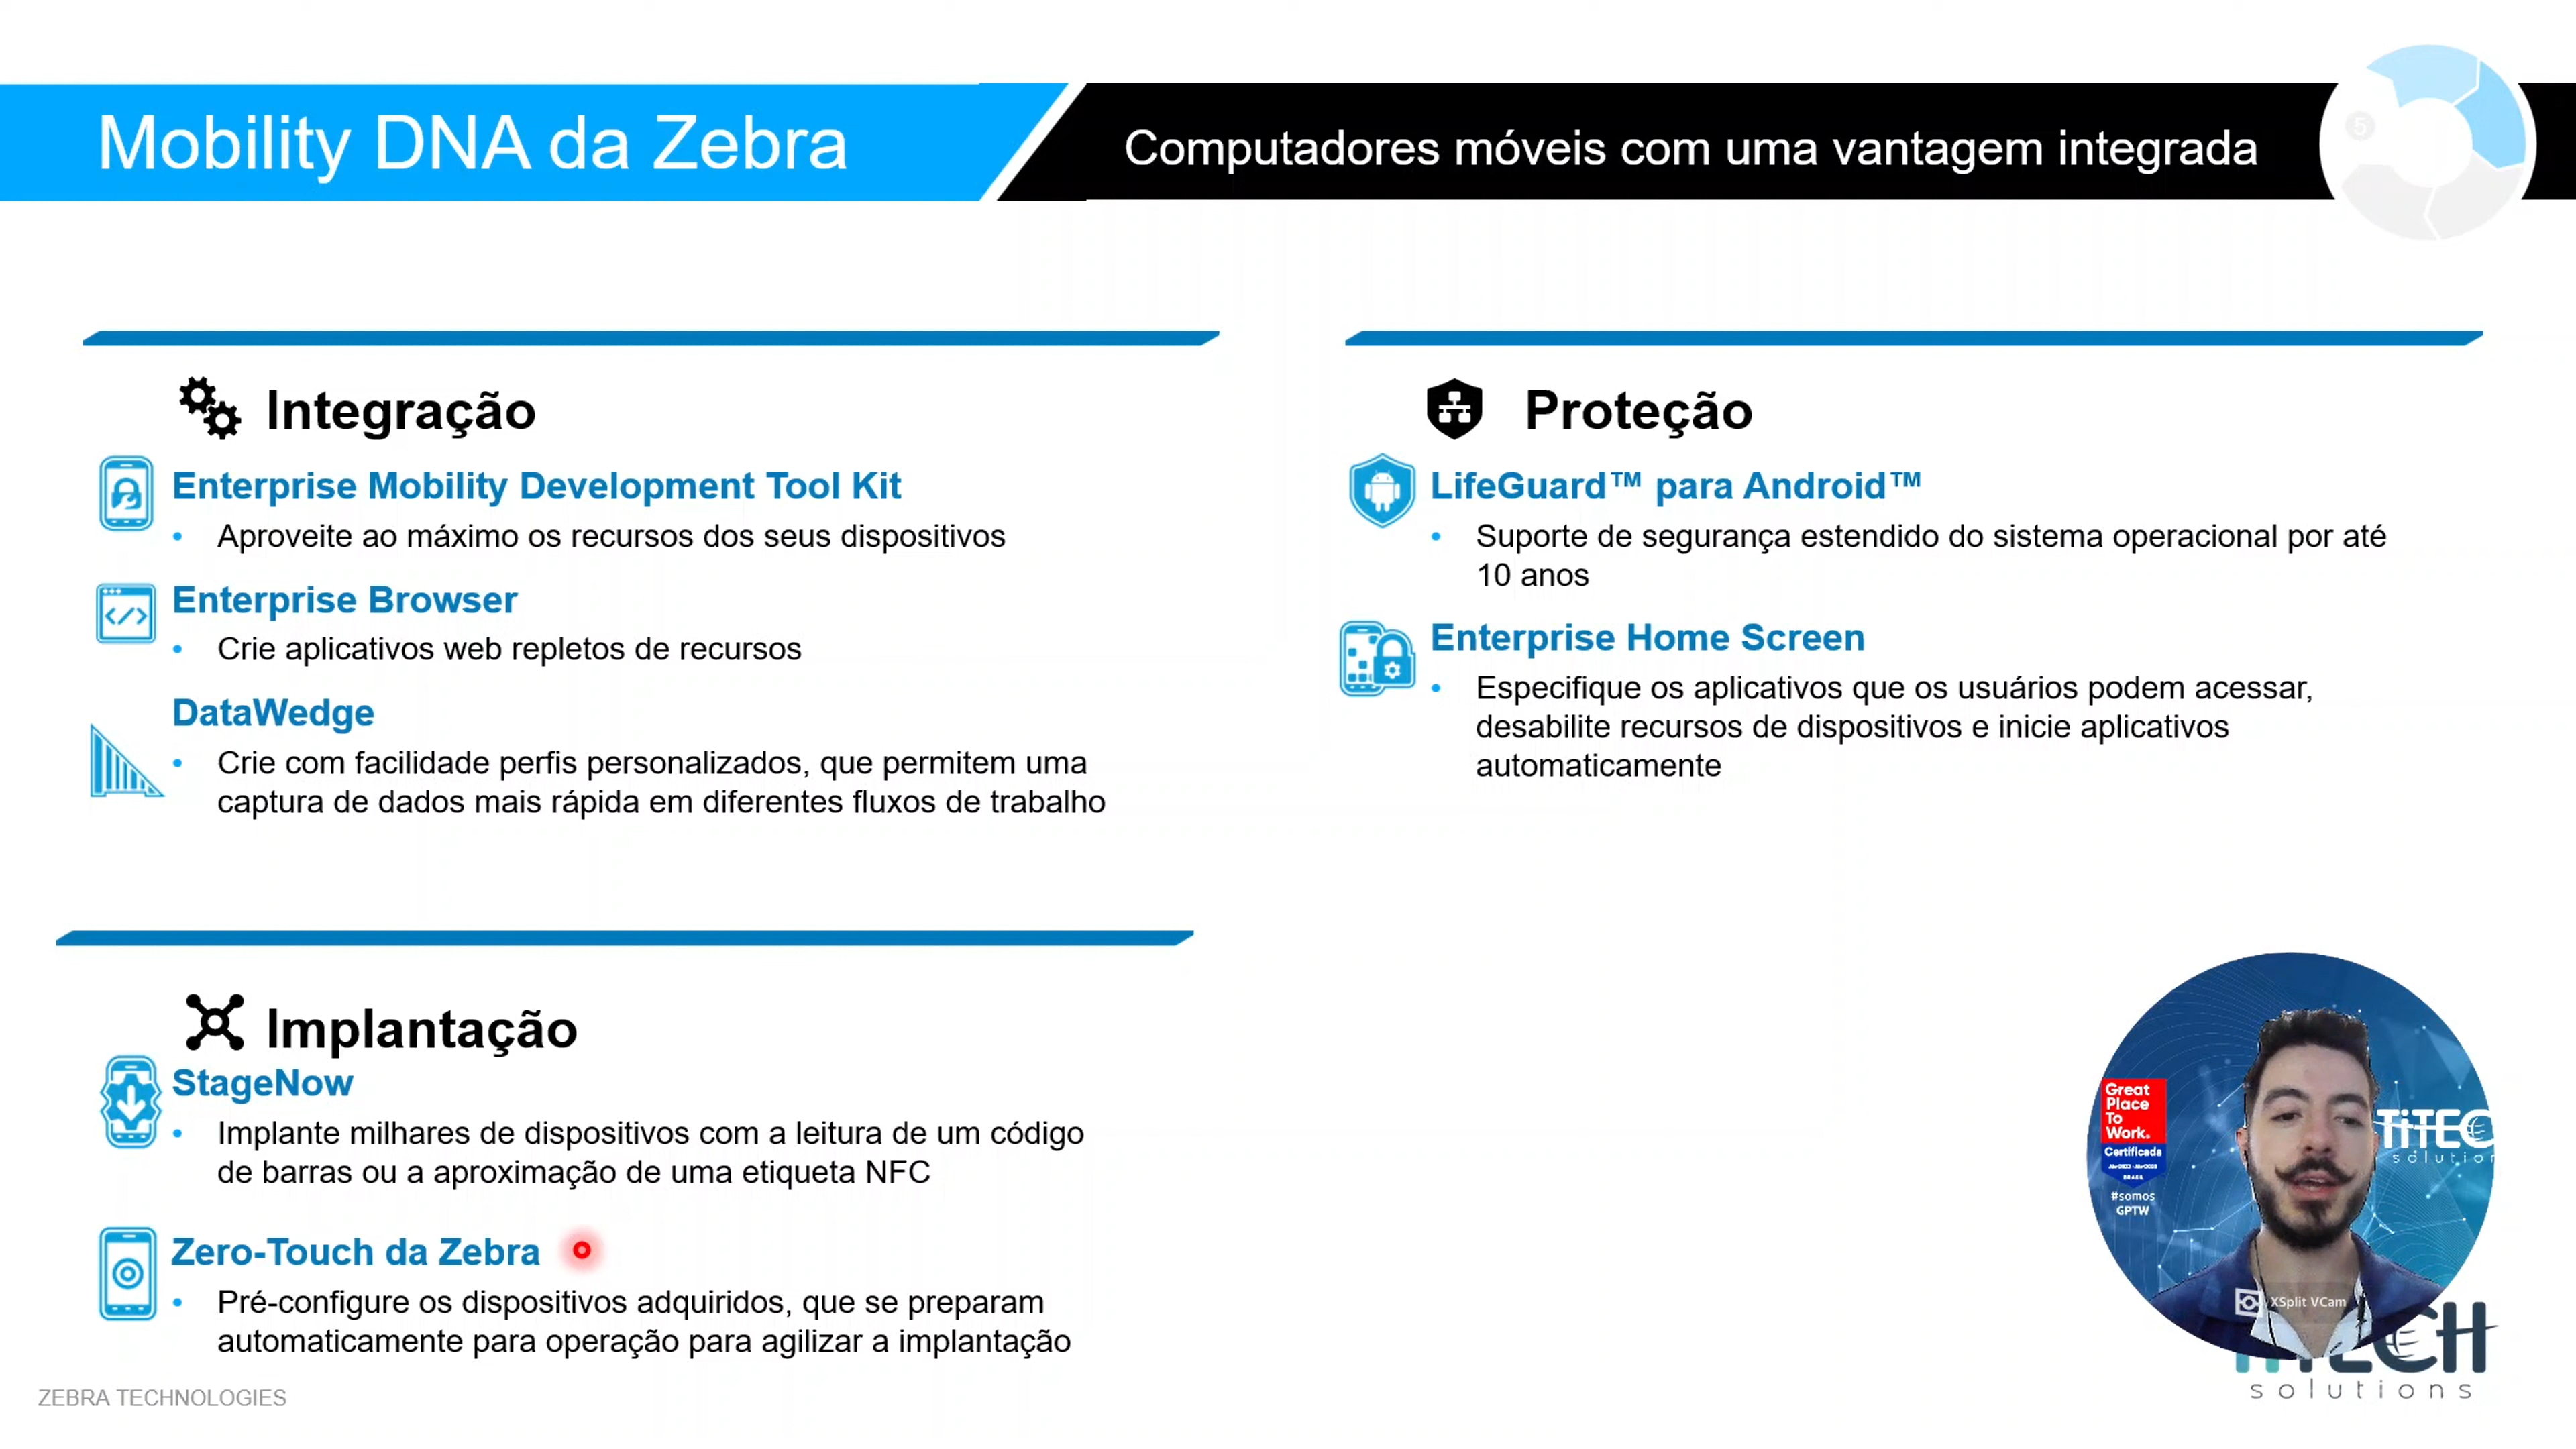 Mobility DNA da Zebra
Computadores móveis com uma vantagem integrada
5
Integração
Enterprise Mobility Development Tool Kit
• Aproveite ao máximo os recursos dos seus dispositivos
Enterprise Browser
• Crie aplicativos web repletos de recursos
DataWedge
• Crie com facilidade perfis personalizados, que permitem uma
captura de dados mais rápida em diferentes fluxos de trabalho
Proteção
LifeGuard™ para Android™
• Suporte de segurança estendido do sistema operacional por até
10 anos
Enterprise Home Screen
• Especifique os aplicativos que os usuários podem acessar,
desabilite recursos de dispositivos e inicie aplicativos
automaticamente
Implantação
StageNow
• Implante milhares de dispositivos com a leitura de um código
de barras ou a aproximação de uma etiqueta NFC
Zero-Touch da Zebra
• Pré-configure os dispositivos adquiridos, que se preparam
automaticamente para operação para agilizar a implantação
ZEBRA TECHNOLOGIES
Great
Place
To
Work.
Certificada
BRASIL
#somos
GPTW
TiTEC
solution
XSplit VCam
TECH
solutions